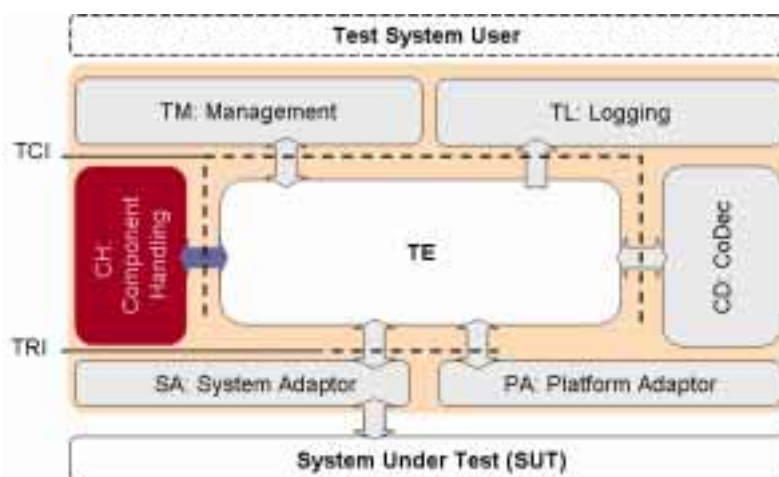 Test System User
TM: Management
TL: Logging
TCI
CH:
Component
Handling
TE
CD: CoDec
TRI
SA: System Adaptor
PA: Platform Adaptor
System Under Test (SUT)